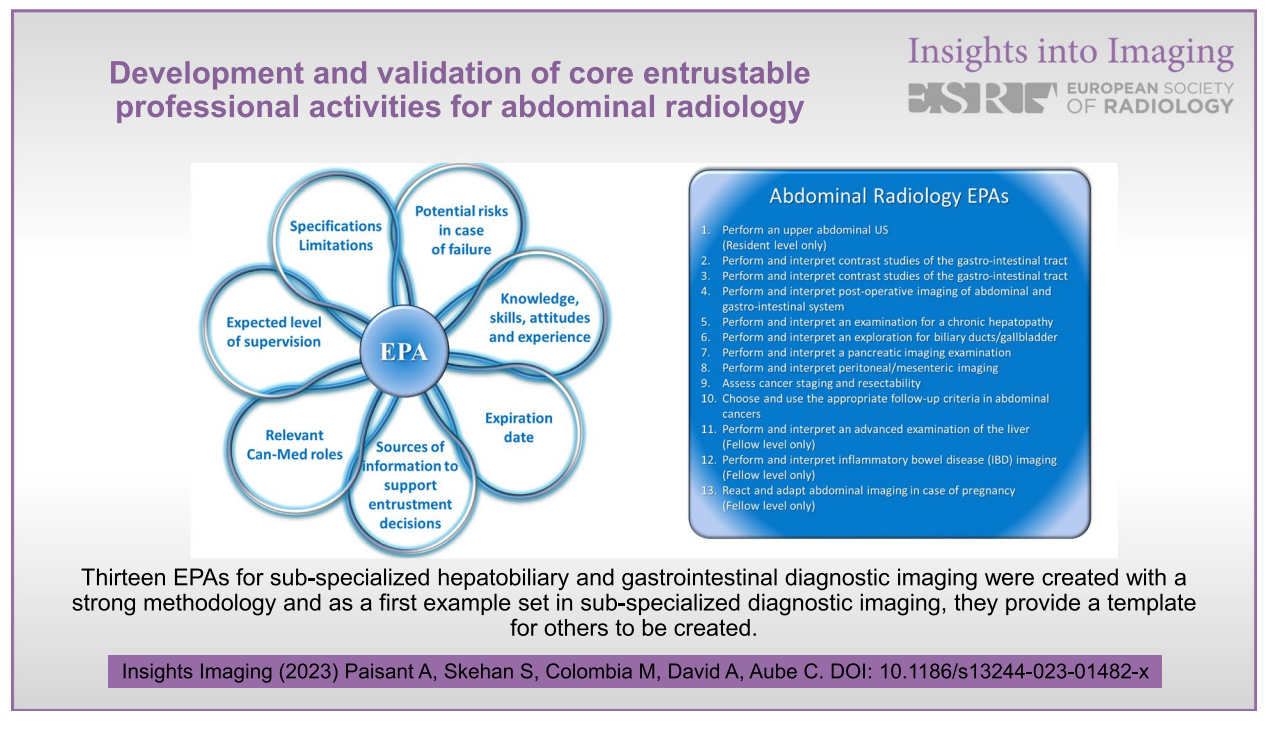 Development and validation of core entrustable
professional activities for abdominal radiology
Insights into Imaging
ESR EUROPEAN SOCIETY
OF RADIOLOGY
Specifications
Limitations
Potential risks
in case
of failure
Knowledge,
skills, attitudes
and experience
Expected level
of supervision
EPA
Relevant
Can-Med roles
Sources of
information to
support
entrustment
decisions
Expiration
date
Abdominal Radiology EPAs
1. Perform an upper abdominal US
(Resident level only)
2. Perform and interpret contrast studies of the gastro-intestinal tract
3. Perform and interpret contrast studies of the gastro-intestinal tract
4. Perform and interpret post-operative imaging of abdominal and
gastro-intestinal system
5. Perform and interpret an examination for a chronic hepatopathy
6. Perform and interpret an exploration for biliary ducts/gallbladder
7. Perform and interpret a pancreatic imaging examination
8. Perform and interpret peritoneal/mesenteric imaging
9. Assess cancer staging and resectability
10. Choose and use the appropriate follow-up criteria in abdominal
cancers
11. Perform and interpret an advanced examination of the liver
(Fellow level only)
12. Perform and interpret inflammatory bowel disease (IBD) imaging
(Fellow level only)
13. React and adapt abdominal imaging in case of pregnancy
(Fellow level only)
Thirteen EPAs for sub-specialized hepatobiliary and gastrointestinal diagnostic imaging were created with a
strong methodology and as a first example set in sub-specialized diagnostic imaging, they provide a template
for others to be created.
Insights Imaging (2023) Paisant A, Skehan S, Colombia M, David A, Aube C. DOI: 10.1186/s13244-023-01482-x